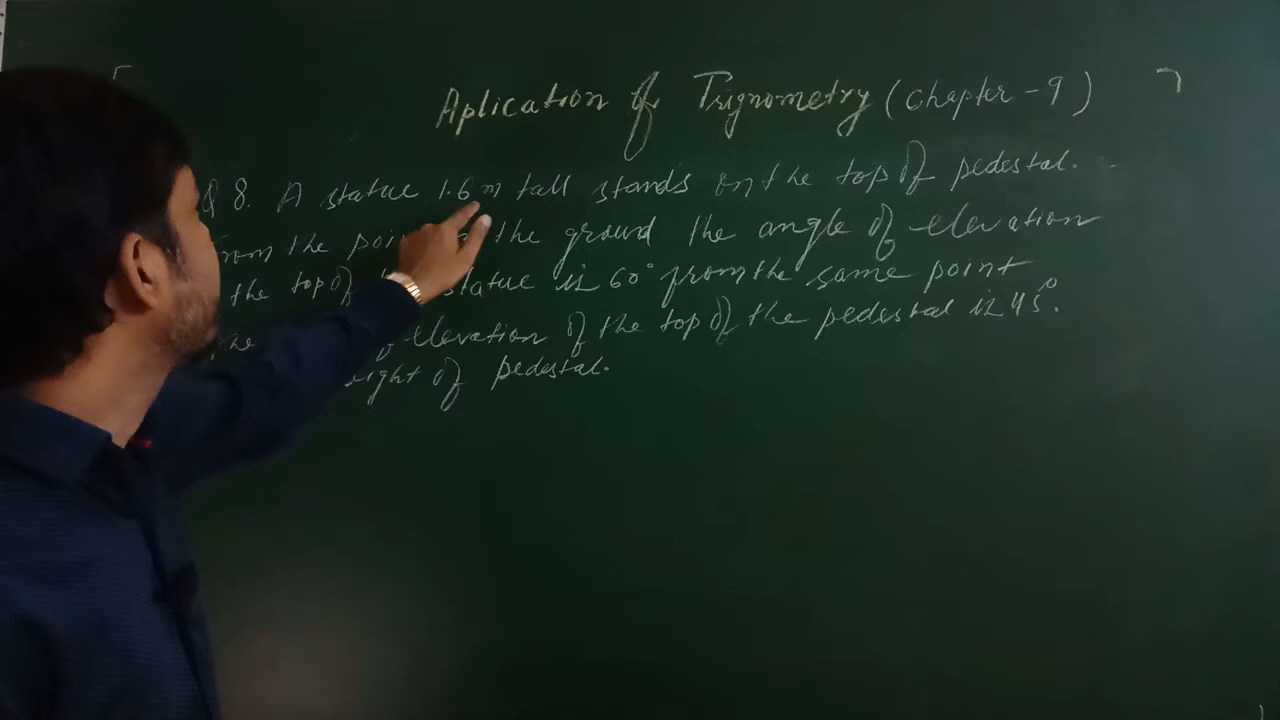 Aplication of Trignometry (Chapter - 9)
Q 8. A statue 1.6 m tall stands on the top of pedestal.
the ground the angle of elevation
the top of statue is 60° from the same point
elevation of the top of the pedestal is 45°.
of pedestal.